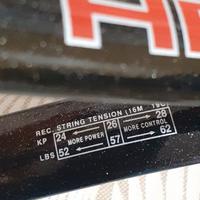 H
REC. STRING TENSION (16M
KP 24 26 28
MORE POWER MORE CONTROL
LBS 52 57 62